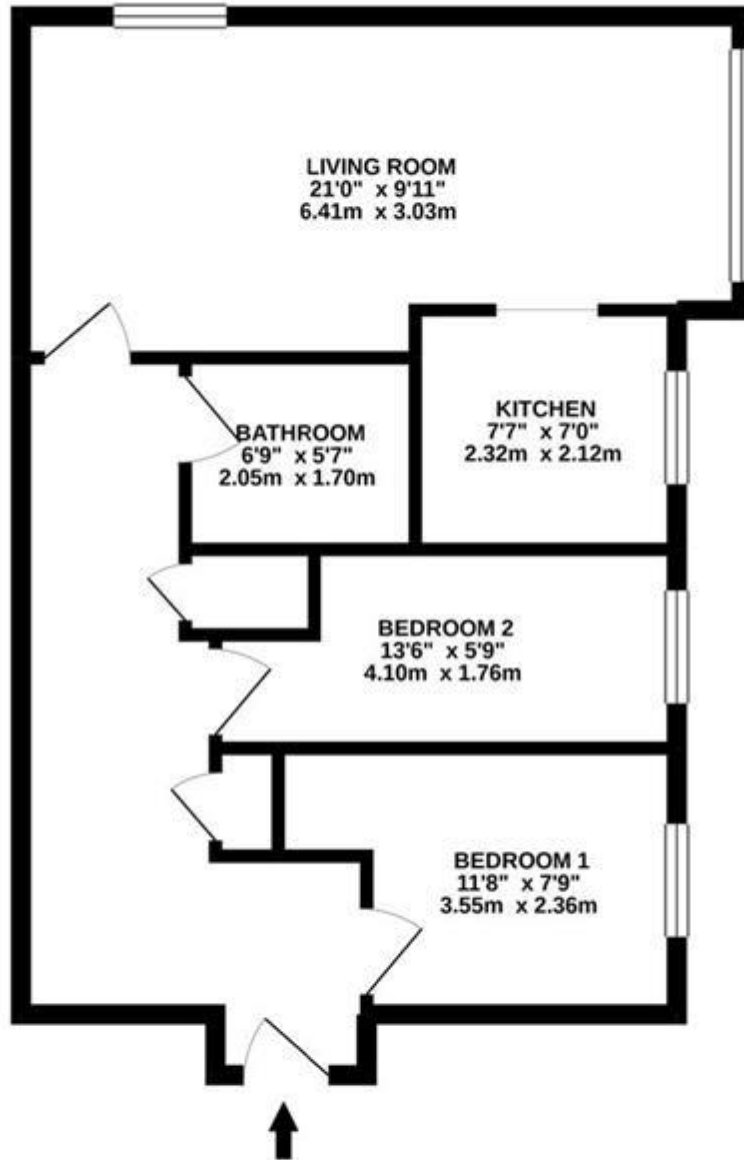 LIVING ROOM
21'0" x 9'11"
6.41m x 3.03m
KITCHEN
7'7" x 7'0"
2.32m x 2.12m
BATHROOM
6'9" x 5'7"
2.05m x 1.70m
BEDROOM 2
13'6" x 5'9"
4.10m x 1.76m
BEDROOM 1
11'8" x 7'9"
3.55m x 2.36m